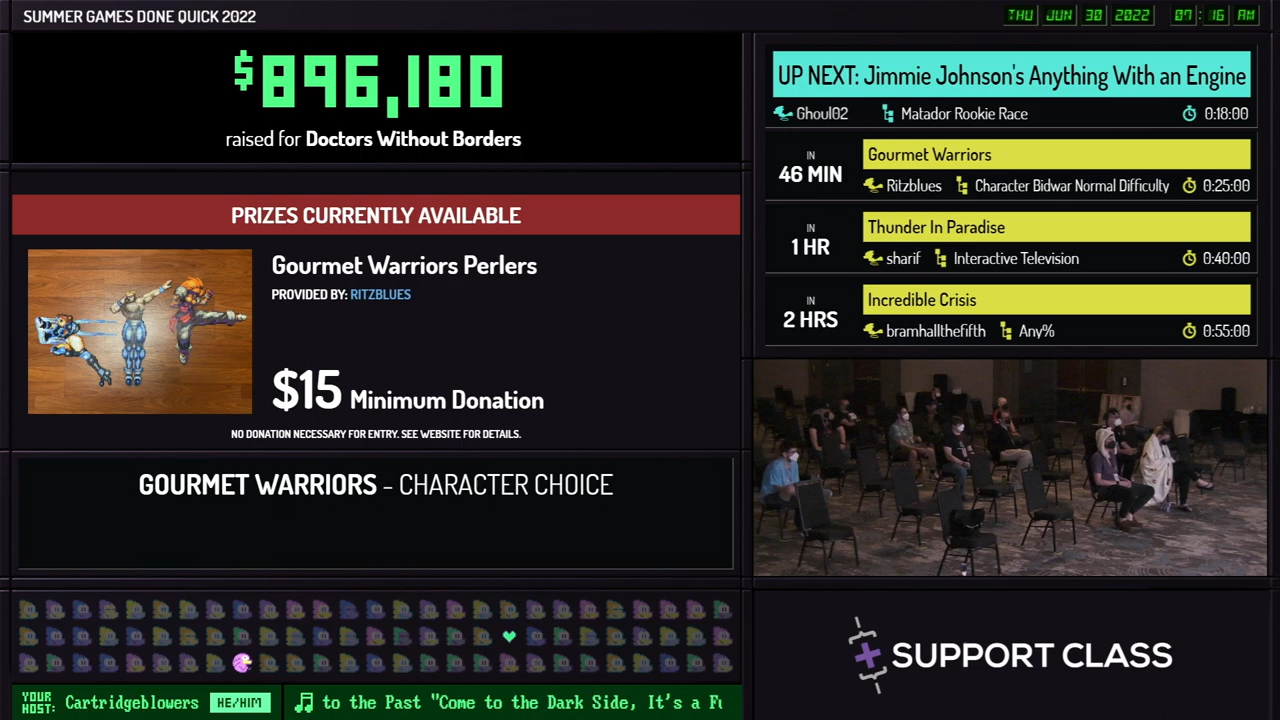 SUMMER GAMES DONE QUICK 2022
THU JUN 30 2022 07:16 AM
$896,180
raised for Doctors Without Borders
PRIZES CURRENTLY AVAILABLE
Gourmet Warriors Perlers
PROVIDED BY: RITZBLUES
$15 Minimum Donation
NO DONATION NECESSARY FOR ENTRY. SEE WEBSITE FOR DETAILS.
GOURMET WARRIORS - CHARACTER CHOICE
YOUR HOST: Cartridgeblowers HE/HIM
to the Past "Come to the Dark Side, It's a Fu
UP NEXT: Jimmie Johnson's Anything With an Engine
Ghoul02 Matador Rookie Race 0:18:00
IN 46 MIN
Gourmet Warriors
Ritzblues Character Bidwar Normal Difficulty 0:25:00
IN 1 HR
Thunder In Paradise
sharif Interactive Television 0:40:00
IN 2 HRS
Incredible Crisis
bramhallthefifth Any% 0:55:00
SUPPORT CLASS